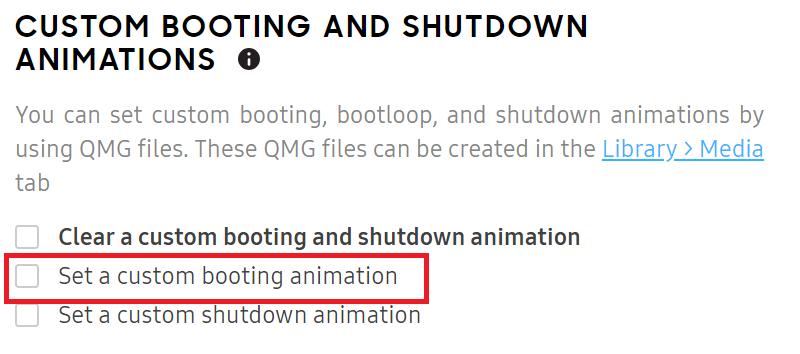 CUSTOM BOOTING AND SHUTDOWN
ANIMATIONS
You can set custom booting, bootloop, and shutdown animations by
using QMG files. These QMG files can be created in the Library > Media
tab
Clear a custom booting and shutdown animation
Set a custom booting animation
Set a custom shutdown animation